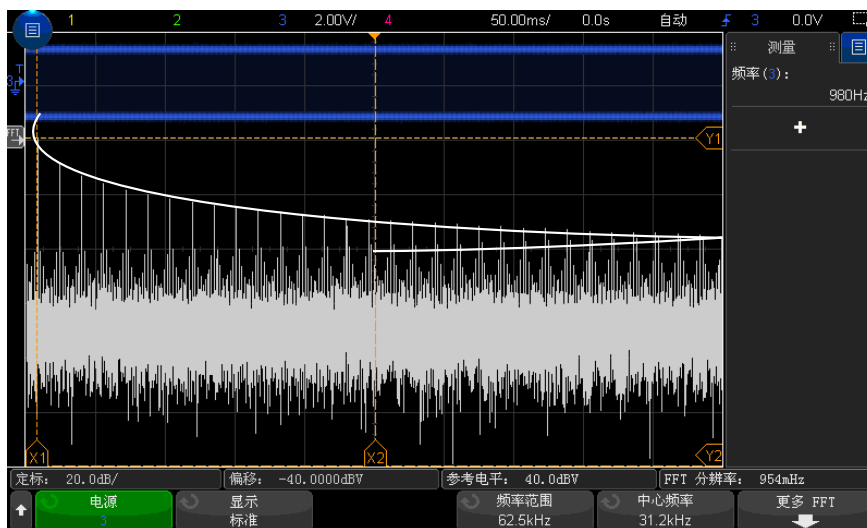 1 2 3 2.00V/ 4 50.00ms/ 0.0s 自动 3 0.0V
测量
频率(3):
980Hz
+
T
3
FFT
Y1
X1 X2 Y2
定标: 20.0dB/ 偏移: -40.0000dBV 参考电平: 40.0dBV FFT 分辨率: 954mHz
电源 显示 频率范围 中心频率 更多 FFT
3 标准 62.5kHz 31.2kHz